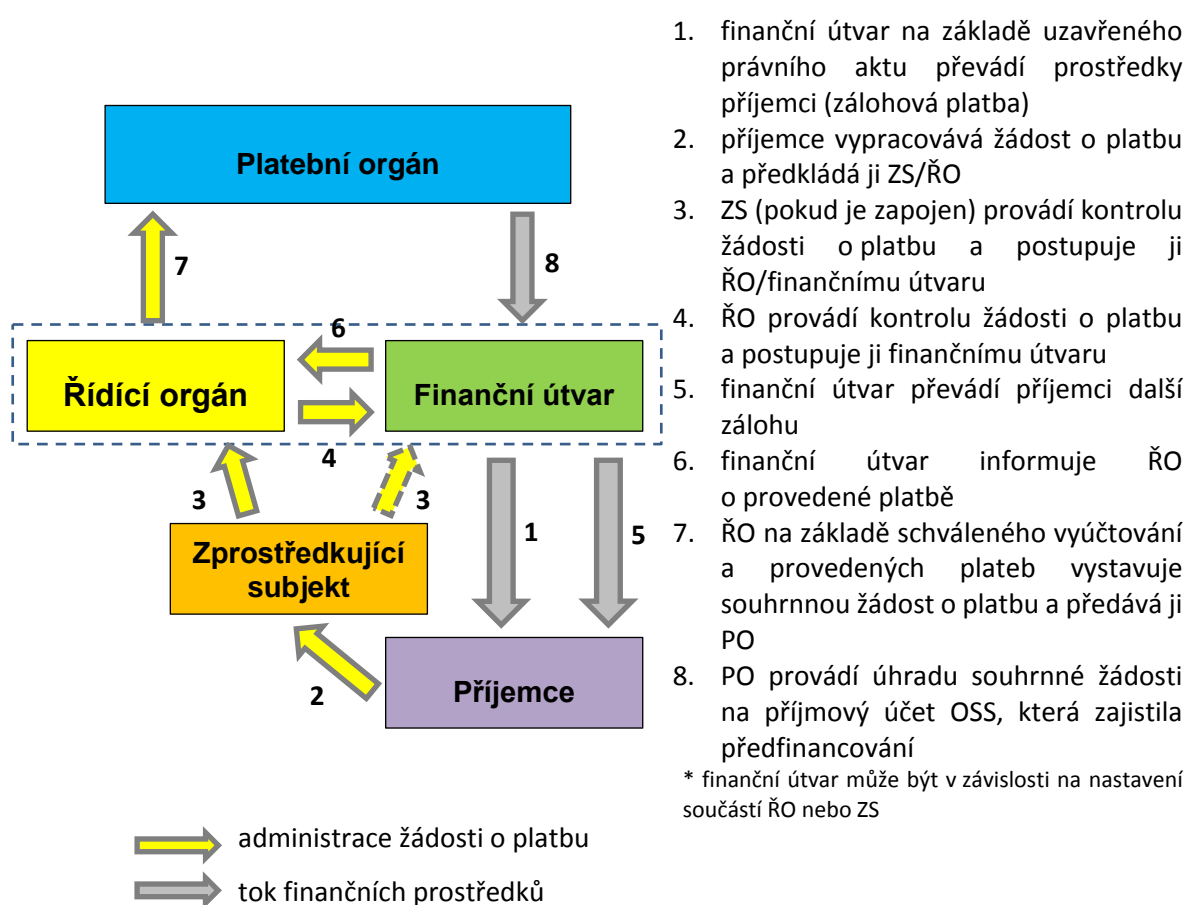 Platební orgán
7
8
6
Řídící orgán
Finanční útvar
4
3
3
1
5
Zprostředkující
subjekt
2
Příjemce
administrace žádosti o platbu
tok finančních prostředků
1. finanční útvar na základě uzavřeného
právního aktu převádí prostředky
příjemci (zálohová platba)
2. příjemce vypracovává žádost o platbu
a předkládá ji ZS/ŘO
3. ZS (pokud je zapojen) provádí kontrolu
žádosti o platbu a postupuje ji
ŘO/finančnímu útvaru
4. ŘO provádí kontrolu žádosti o platbu
a postupuje ji finančnímu útvaru
5. finanční útvar převádí příjemci další
zálohu
6. finanční útvar informuje ŘO
o provedené platbě
7. ŘO na základě schváleného vyúčtování
a provedených plateb vystavuje
souhrnnou žádost o platbu a předává ji
PO
8. PO provádí úhradu souhrnné žádosti
na příjmový účet OSS, která zajistila
předfinancování
* finanční útvar může být v závislosti na nastavení
součástí ŘO nebo ZS